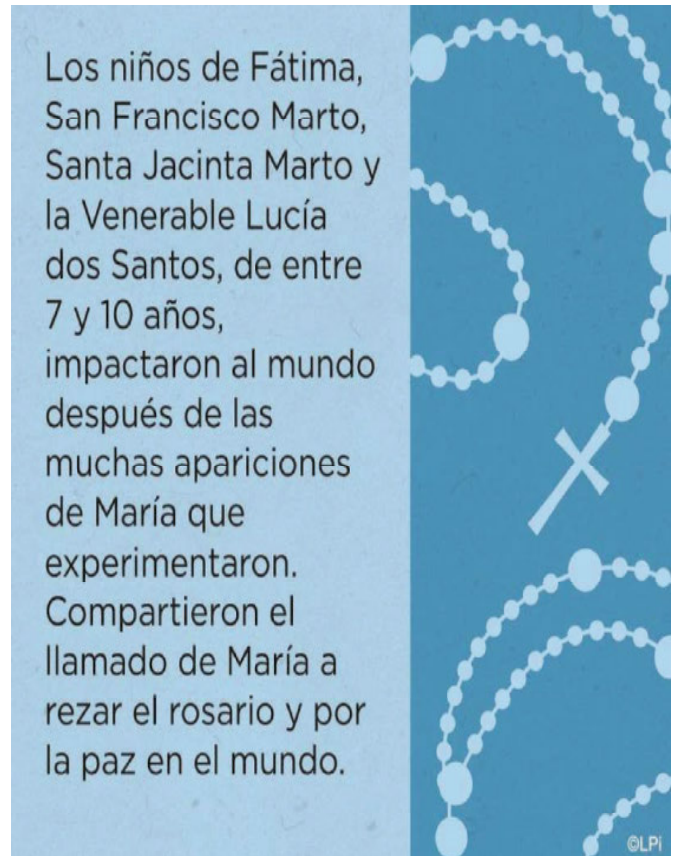 Los niños de Fátima,
San Francisco Marto,
Santa Jacinta Marto y
la Venerable Lucía
dos Santos, de entre
7 y 10 años,
impactaron al mundo
después de las
muchas apariciones
de María que
experimentaron.
Compartieron el
llamado de María a
rezar el rosario y por
la paz en el mundo.
©LPi